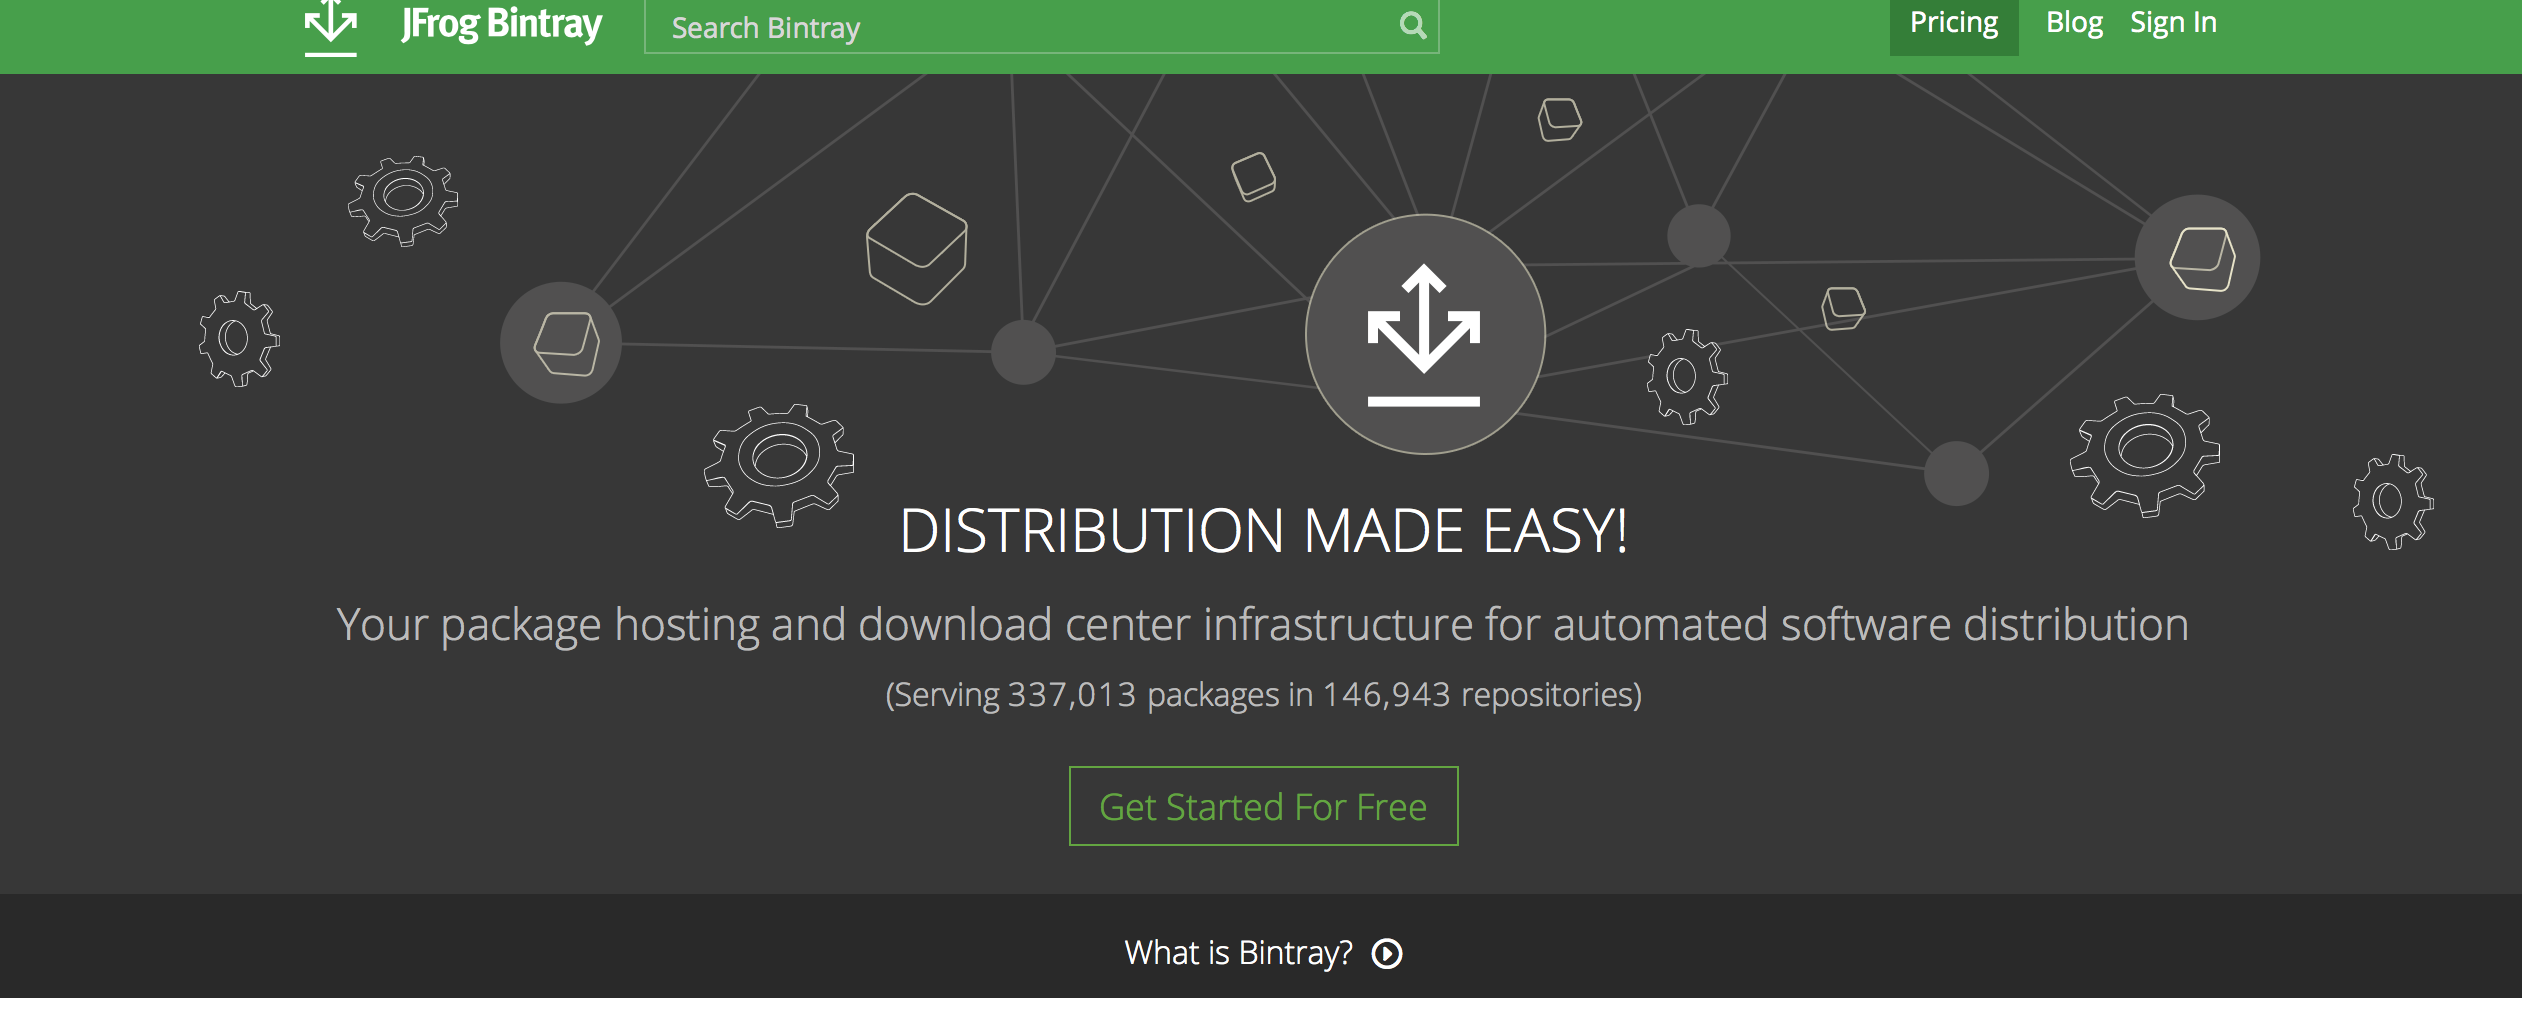 JFrog Bintray
Search Bintray
Pricing
Blog
Sign In
DISTRIBUTION MADE EASY!
Your package hosting and download center infrastructure for automated software distribution
(Serving 337,013 packages in 146,943 repositories)
Get Started For Free
What is Bintray?